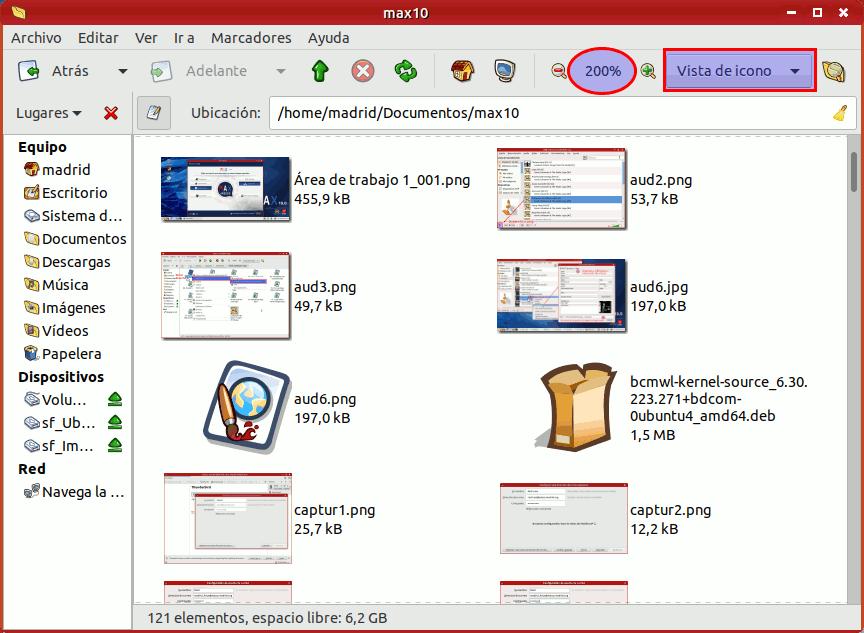 max10
Archivo Editar Ver Ir a Marcadores Ayuda
Atrás Adelante 200% Vista de icono
Lugares Ubicación: /home/madrid/Documentos/max10
Equipo
madrid
Escritorio
Sistema d...
Documentos
Descargas
Música
Imágenes
Vídeos
Papelera
Dispositivos
Volu...
sf_Ub...
sf_Im...
Red
Navega la ...
Área de trabajo 1_001.png
455,9 kB
aud2.png
53,7 kB
aud3.png
49,7 kB
aud6.jpg
197,0 kB
aud6.png
197,0 kB
bcmwl-kernel-source_6.30.
223.271+bdcom-
0ubuntu4_amd64.deb
1,5 MB
captur1.png
25,7 kB
captur2.png
12,2 kB
121 elementos, espacio libre: 6,2 GB